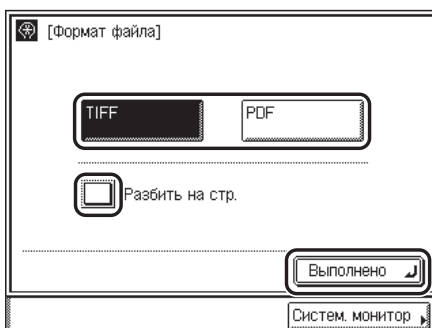 [Формат файла]
TIFF PDF
Разбить на стр.
Выполнено
Систем. монитор